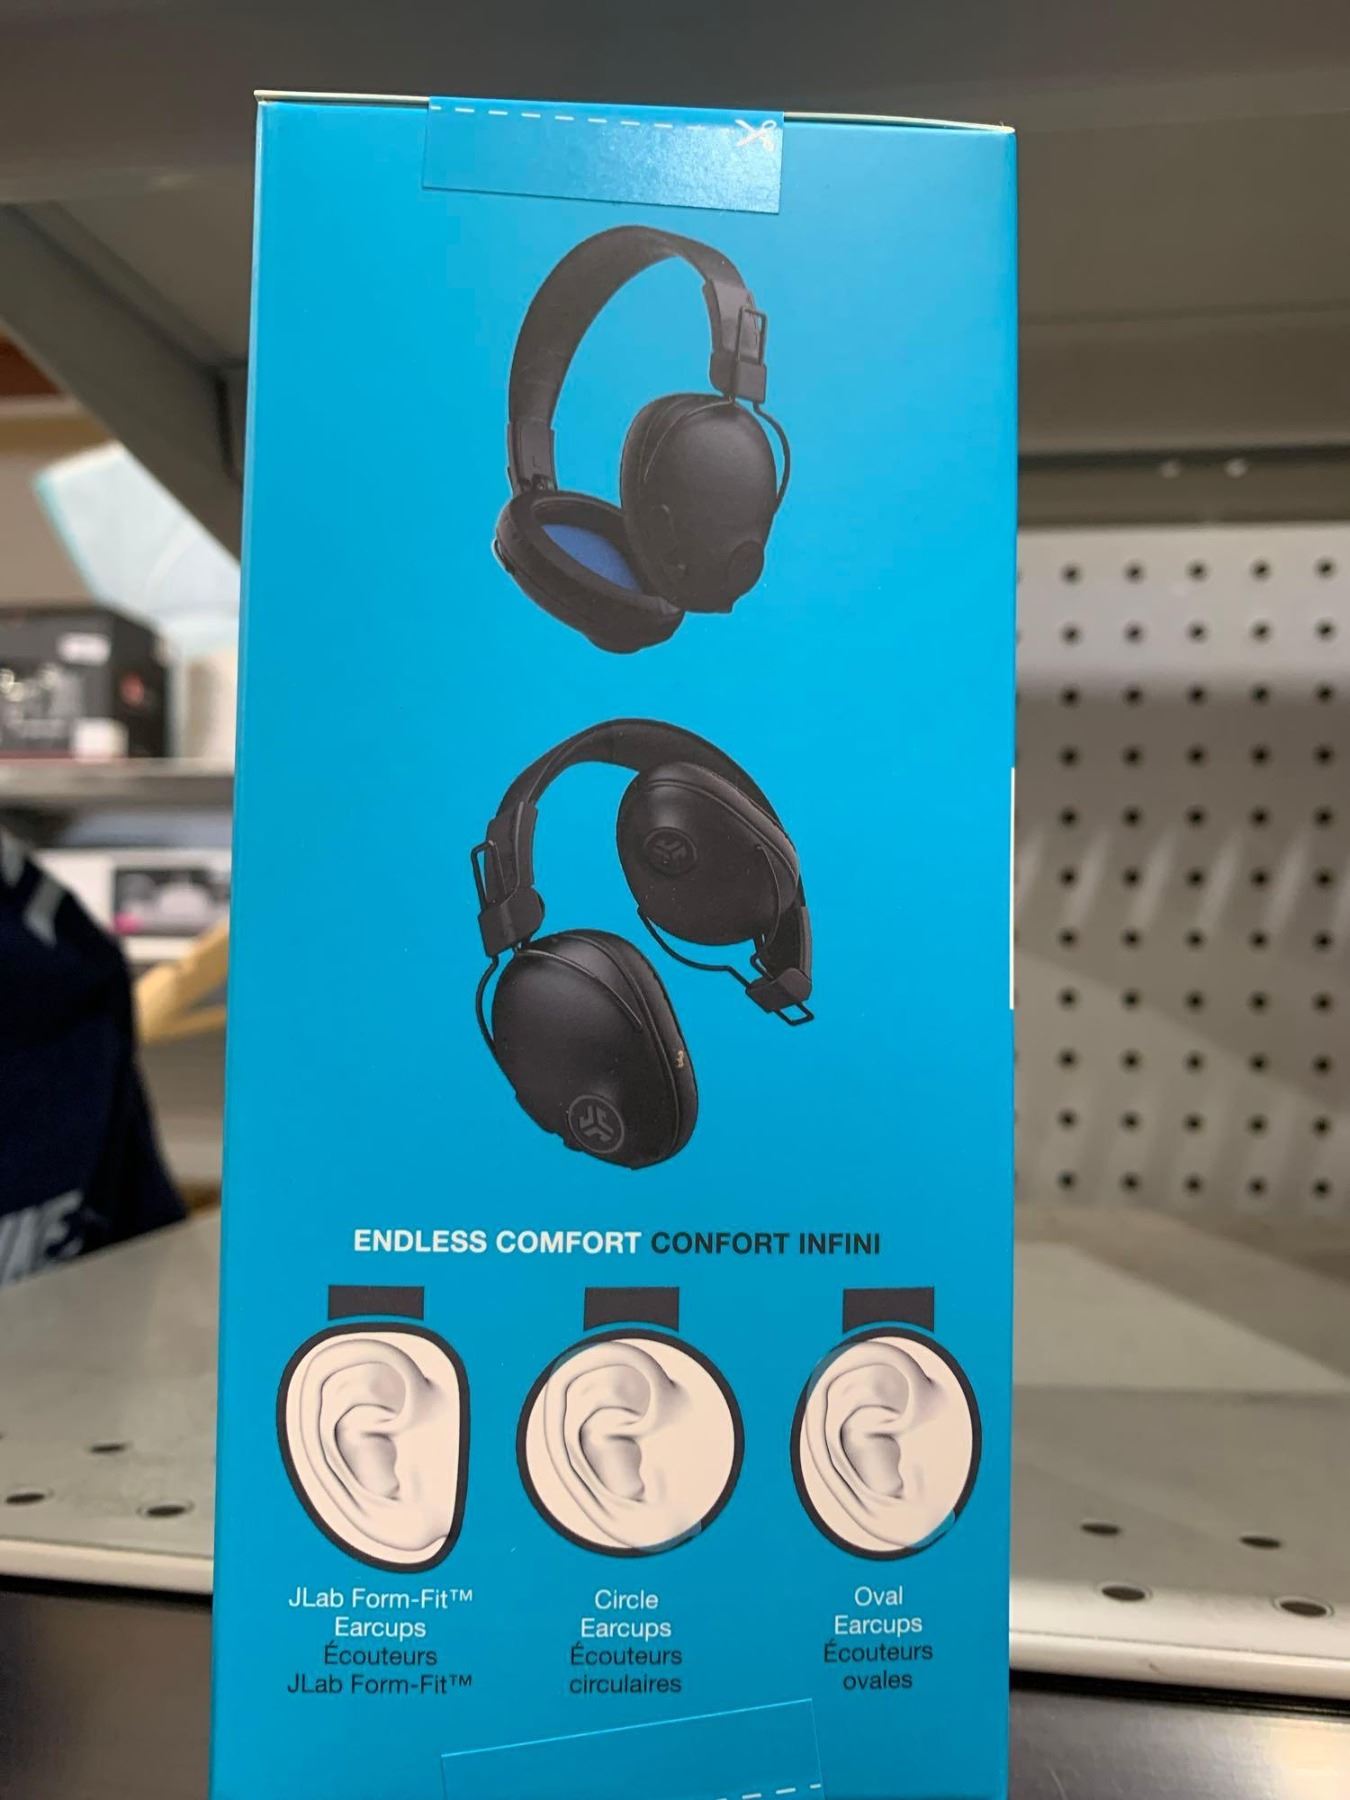 ENDLESS COMFORT CONFORT INFINI
JLab Form-Fit™
Earcups
Écouteurs
JLab Form-Fit™
Circle
Earcups
Écouteurs
circulaires
Oval
Earcups
Écouteurs
ovales